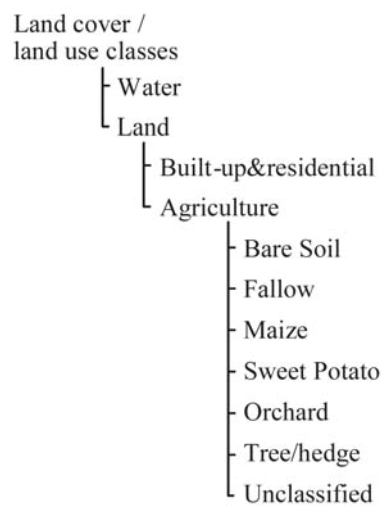 Land cover /
land use classes
Water
Land
Built-up&residential
Agriculture
Bare Soil
Fallow
Maize
Sweet Potato
Orchard
Tree/hedge
Unclassified